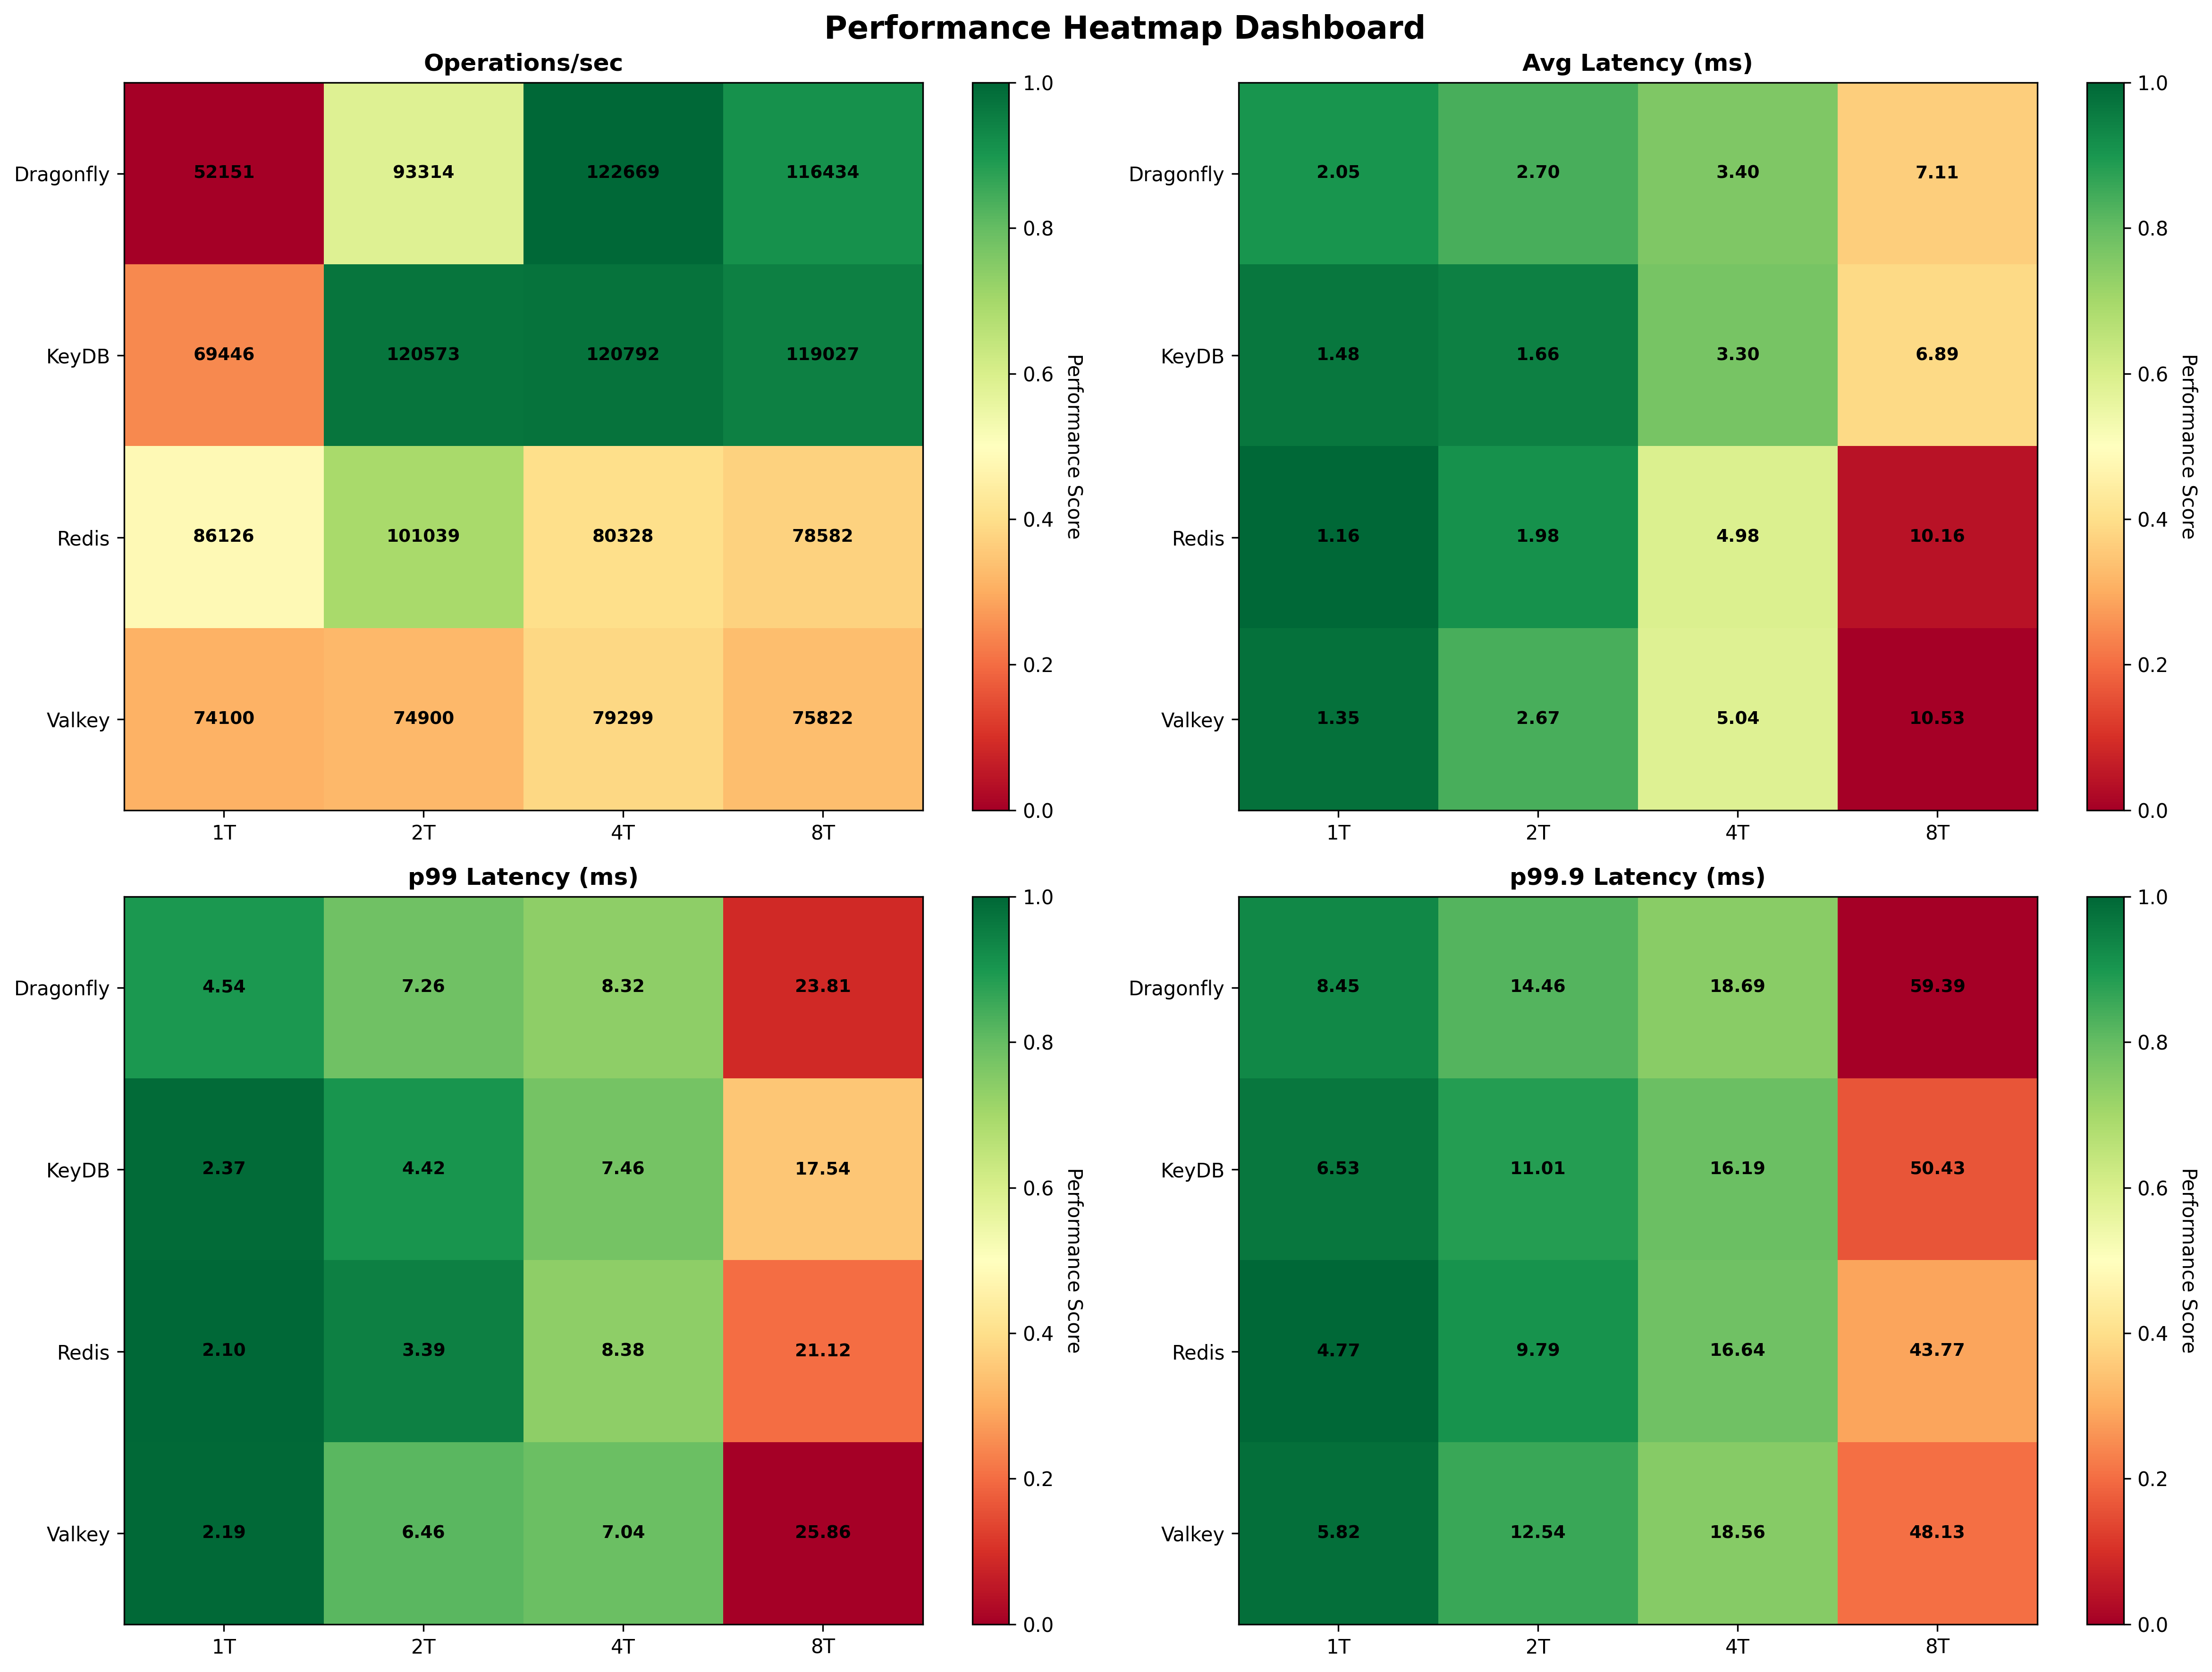 Performance Heatmap Dashboard
Operations/sec
Dragonfly 52151 93314 122669 116434
KeyDB 69446 120573 120792 119027
Redis 86126 101039 80328 78582
Valkey 74100 74900 79299 75822
1T 2T 4T 8T
1.0
0.8
0.6
0.4
0.2
0.0
Performance Score
Avg Latency (ms)
Dragonfly 2.05 2.70 3.40 7.11
KeyDB 1.48 1.66 3.30 6.89
Redis 1.16 1.98 4.98 10.16
Valkey 1.35 2.67 5.04 10.53
1T 2T 4T 8T
1.0
0.8
0.6
0.4
0.2
0.0
Performance Score
p99 Latency (ms)
Dragonfly 4.54 7.26 8.32 23.81
KeyDB 2.37 4.42 7.46 17.54
Redis 2.10 3.39 8.38 21.12
Valkey 2.19 6.46 7.04 25.86
1T 2T 4T 8T
1.0
0.8
0.6
0.4
0.2
0.0
Performance Score
p99.9 Latency (ms)
Dragonfly 8.45 14.46 18.69 59.39
KeyDB 6.53 11.01 16.19 50.43
Redis 4.77 9.79 16.64 43.77
Valkey 5.82 12.54 18.56 48.13
1T 2T 4T 8T
1.0
0.8
0.6
0.4
0.2
0.0
Performance Score